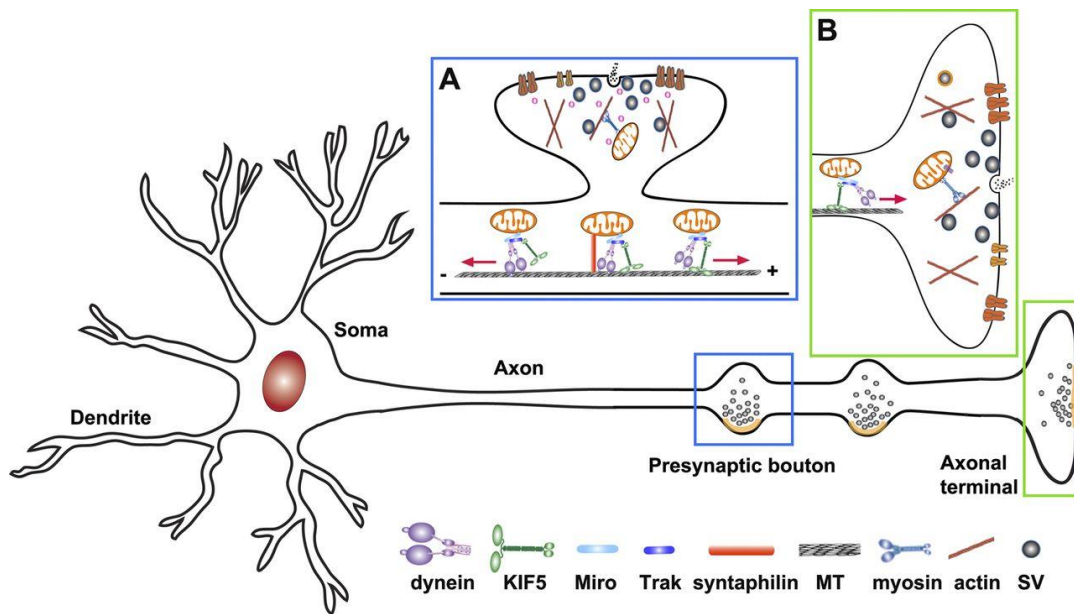 A
B
-
+
Soma
Axon
Dendrite
Presynaptic bouton
Axonal
terminal
dynein KIF5 Miro Trak syntaphilin MT myosin actin SV